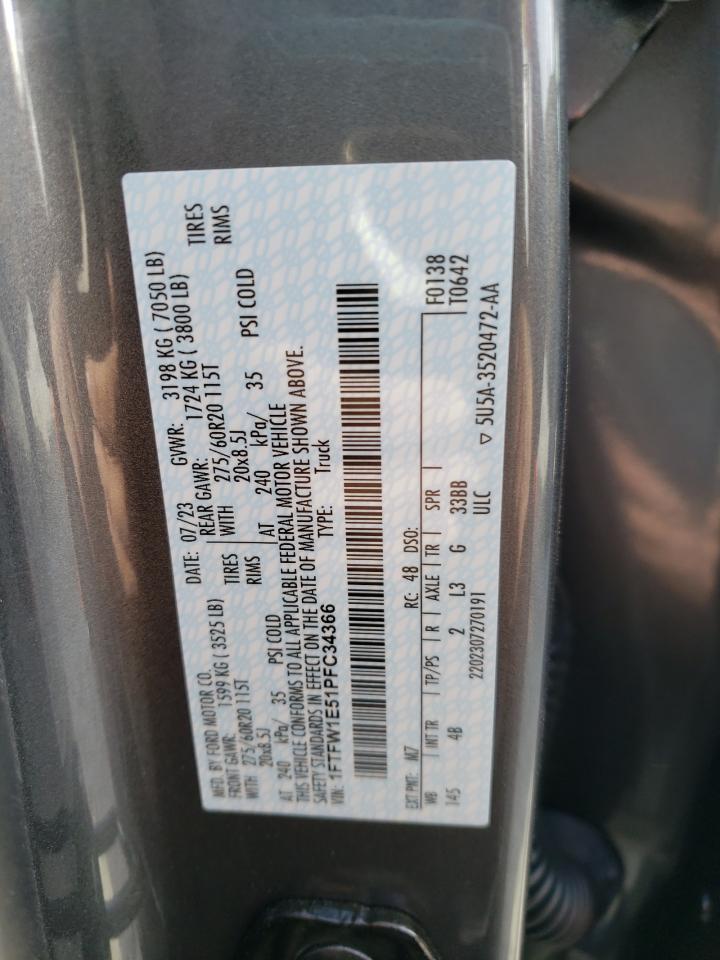 MFD. BY FORD MOTOR CO.
DATE: 07/23 GVWR: 3198 KG ( 7050 LB)
FRONT GAWR: 1599 KG ( 3525 LB) REAR GAWR: 1724 KG ( 3800 LB)
WITH 275/60R20 115T TIRES WITH 275/60R20 115T TIRES
20x8.5J RIMS 20x8.5J RIMS
AT 240 kPa/ 35 PSI COLD AT 240 kPa/ 35 PSI COLD
THIS VEHICLE CONFORMS TO ALL APPLICABLE FEDERAL MOTOR VEHICLE
SAFETY STANDARDS IN EFFECT ON THE DATE OF MANUFACTURE SHOWN ABOVE.
VIN: 1FTFW1E51PFC34366 TYPE: Truck
EXT PNT: M7 RC: 48 DSO: F0138
WB INT TR TP/PS R AXLE TR SPR T0642
145 4B 2 L3 G 33BB
2202307270191 ULC ▽ 5U5A-3520472-AA